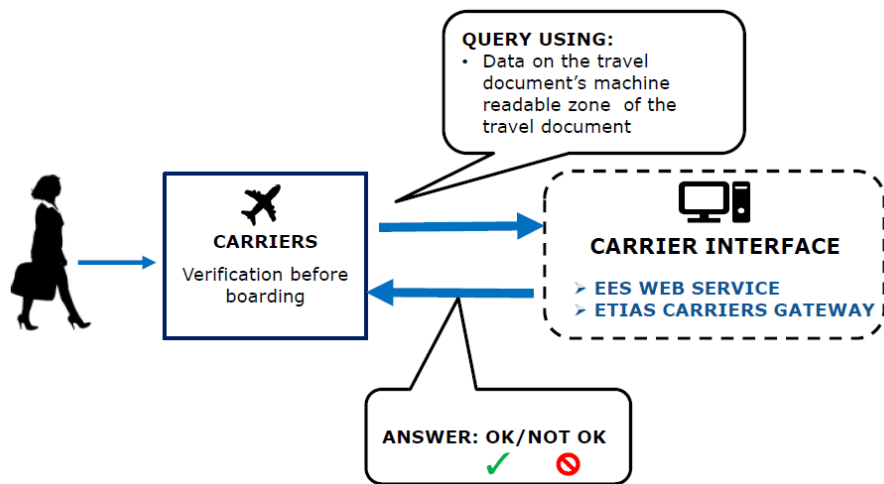 QUERY USING:
• Data on the travel
document's machine
readable zone of the
travel document
CARRIERS
Verification before
boarding
CARRIER INTERFACE
➢ EES WEB SERVICE
➢ ETIAS CARRIERS GATEWAY
ANSWER: OK/NOT OK